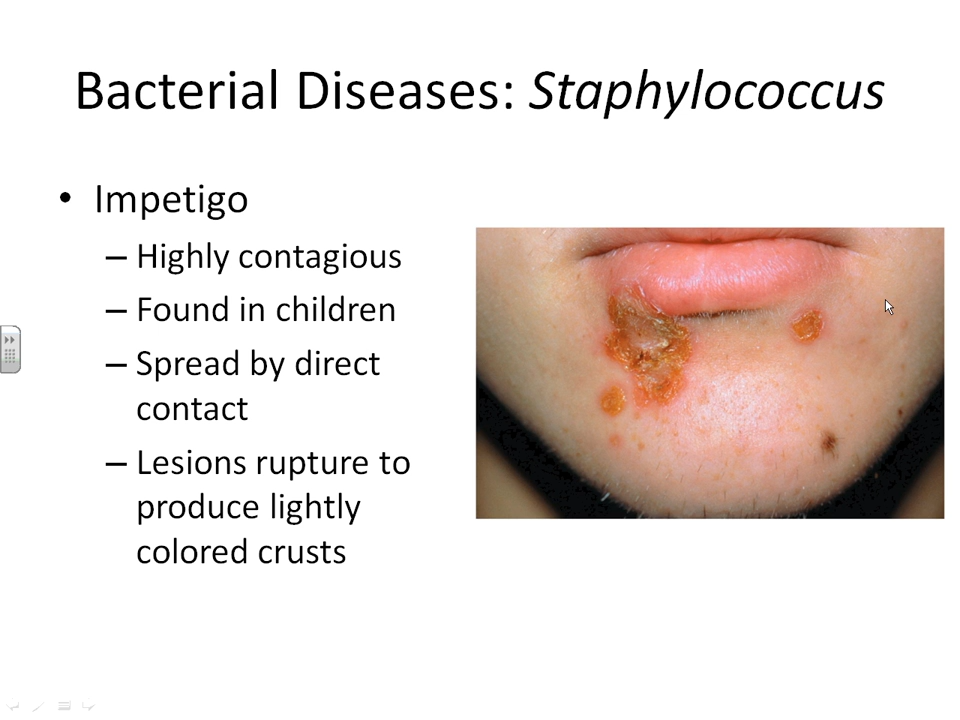 Bacterial Diseases: Staphylococcus
• Impetigo
– Highly contagious
– Found in children
– Spread by direct
contact
– Lesions rupture to
produce lightly
colored crusts